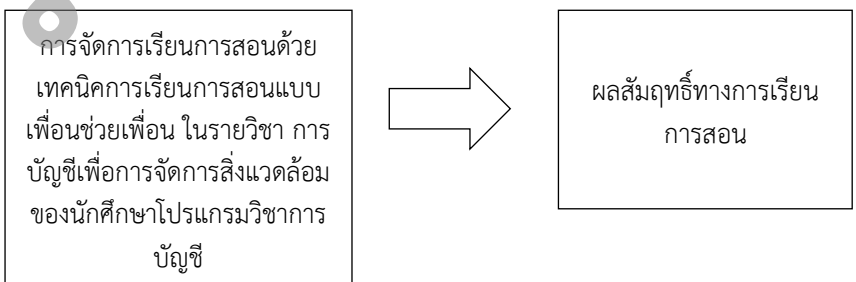 การจัดการเรียนการสอนด้วย
เทคนิคการเรียนการสอนแบบ
เพื่อนช่วยเพื่อน ในรายวิชา การ
บัญชีเพื่อการจัดการสิ่งแวดล้อม
ของนักศึกษาโปรแกรมวิชาการ
บัญชี
ผลสัมฤทธิ์ทางการเรียน
การสอน